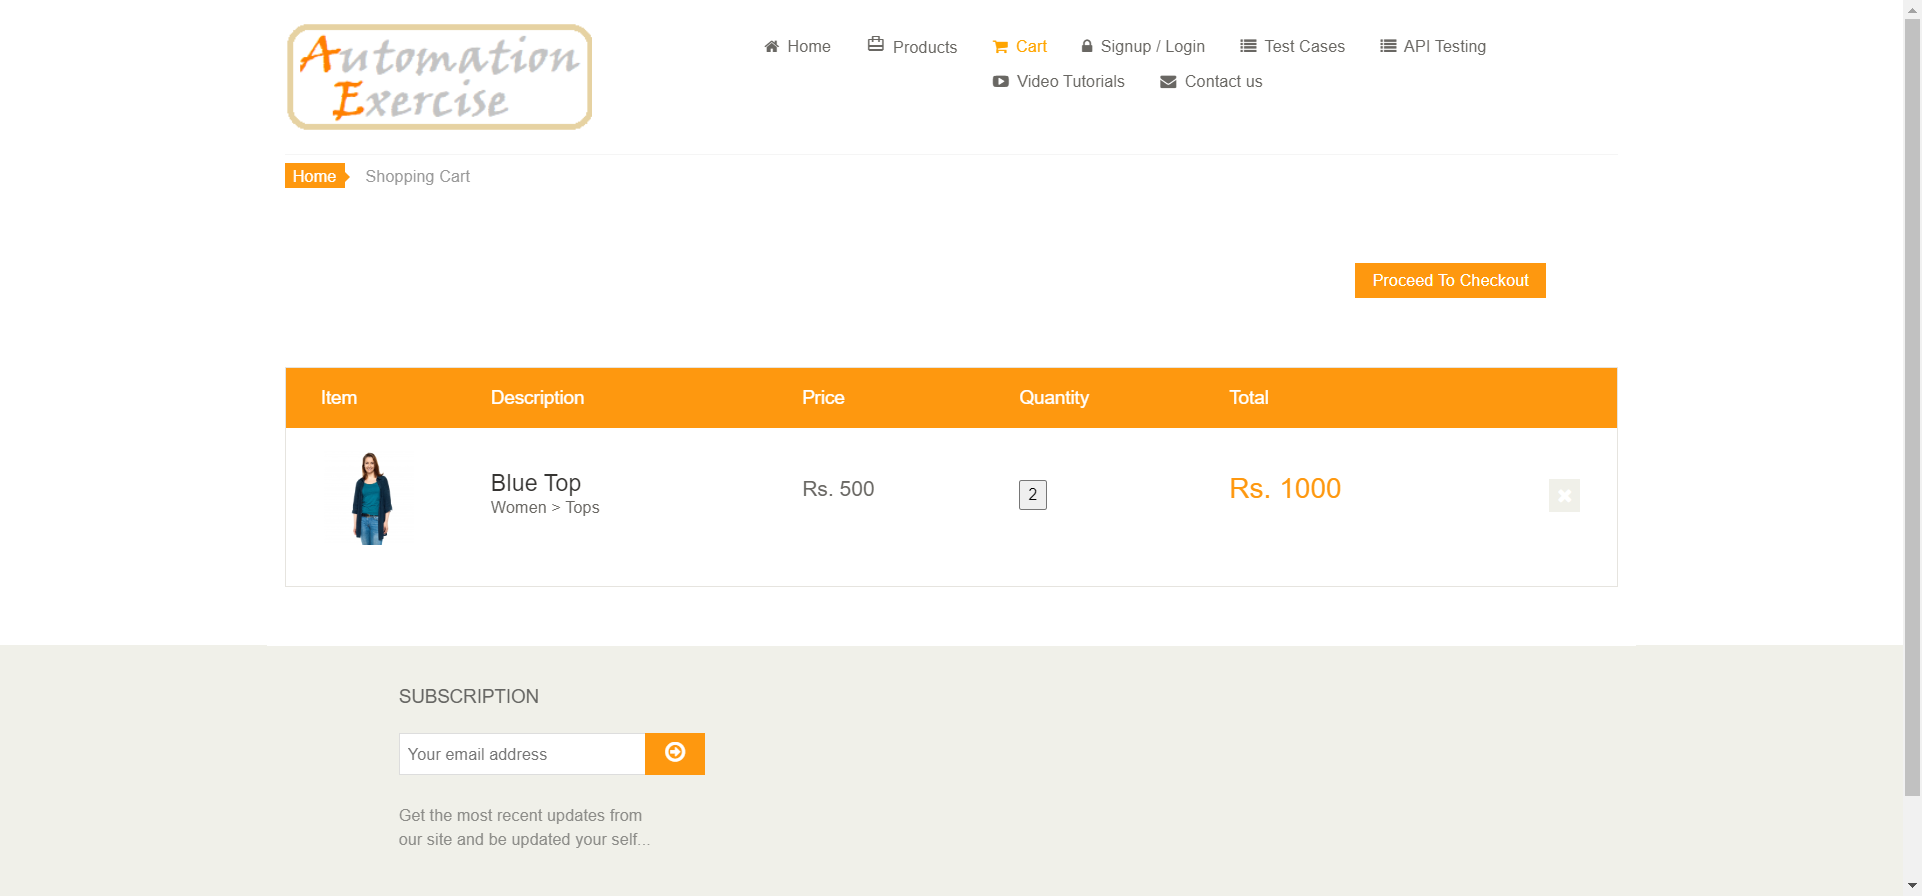 Automation
Exercise
Home Products Cart Signup / Login Test Cases API Testing
Video Tutorials Contact us
Home Shopping Cart
Proceed To Checkout
Item Description Price Quantity Total
Blue Top Rs. 500 2 Rs. 1000
Women > Tops
SUBSCRIPTION
Your email address
Get the most recent updates from
our site and be updated your self...